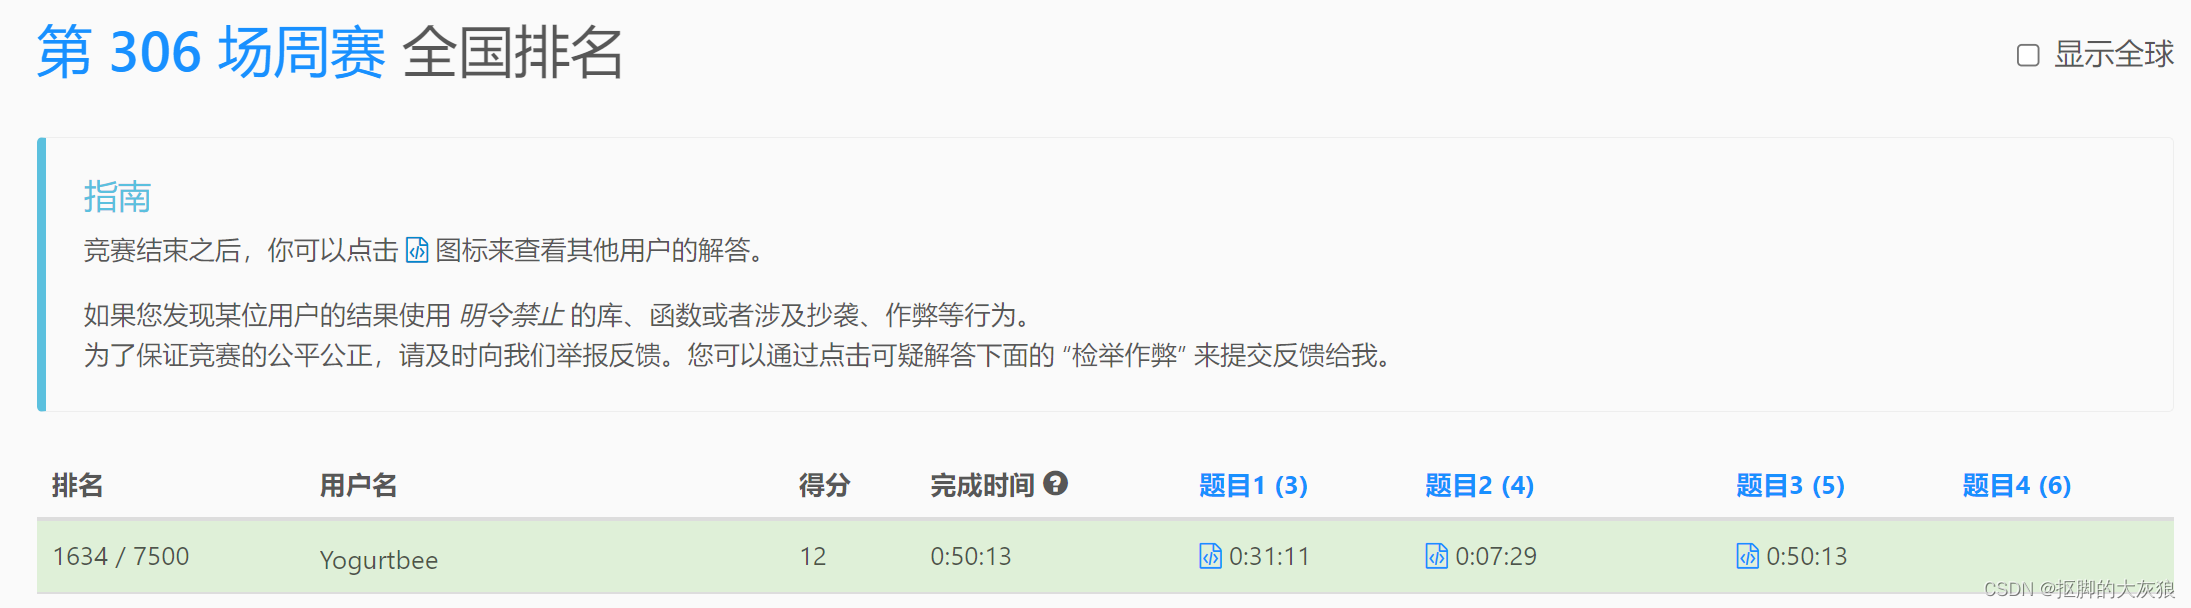 第 306 场周赛 全国排名
显示全球
指南
竞赛结束之后，你可以点击 图标来查看其他用户的解答。
如果您发现某位用户的结果使用 明令禁止 的库、函数或者涉及抄袭、作弊等行为。
为了保证竞赛的公平公正，请及时向我们举报反馈。您可以通过点击可疑解答下面的 “检举作弊” 来提交反馈给我。
排名 用户名 得分 完成时间 题目1 (3) 题目2 (4) 题目3 (5) 题目4 (6)
1634 / 7500 Yogurtbee 12 0:50:13 0:31:11 0:07:29 0:50:13
CSDN @抠脚的大灰狼